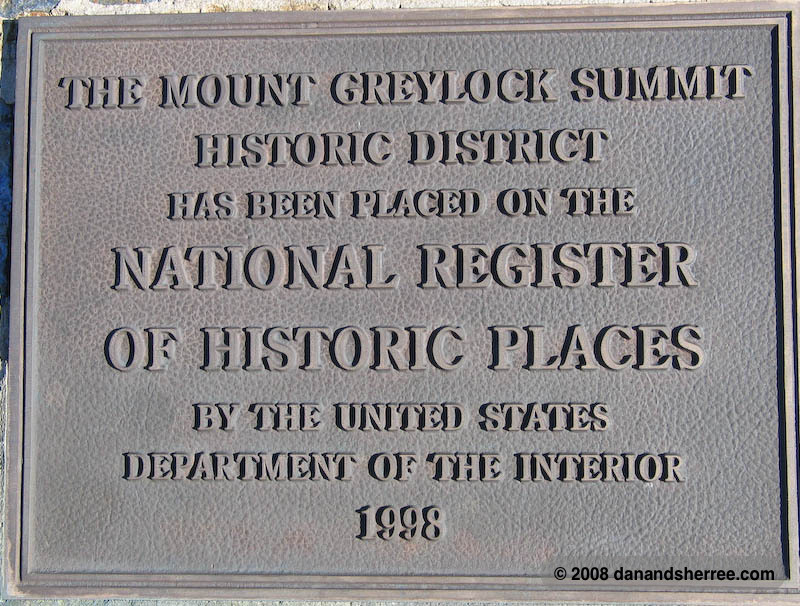 THE MOUNT GREYLOCK SUMMIT
HISTORIC DISTRICT
HAS BEEN PLACED ON THE
NATIONAL REGISTER
OF HISTORIC PLACES
BY THE UNITED STATES
DEPARTMENT OF THE INTERIOR
1998
© 2008 danandsherree.com